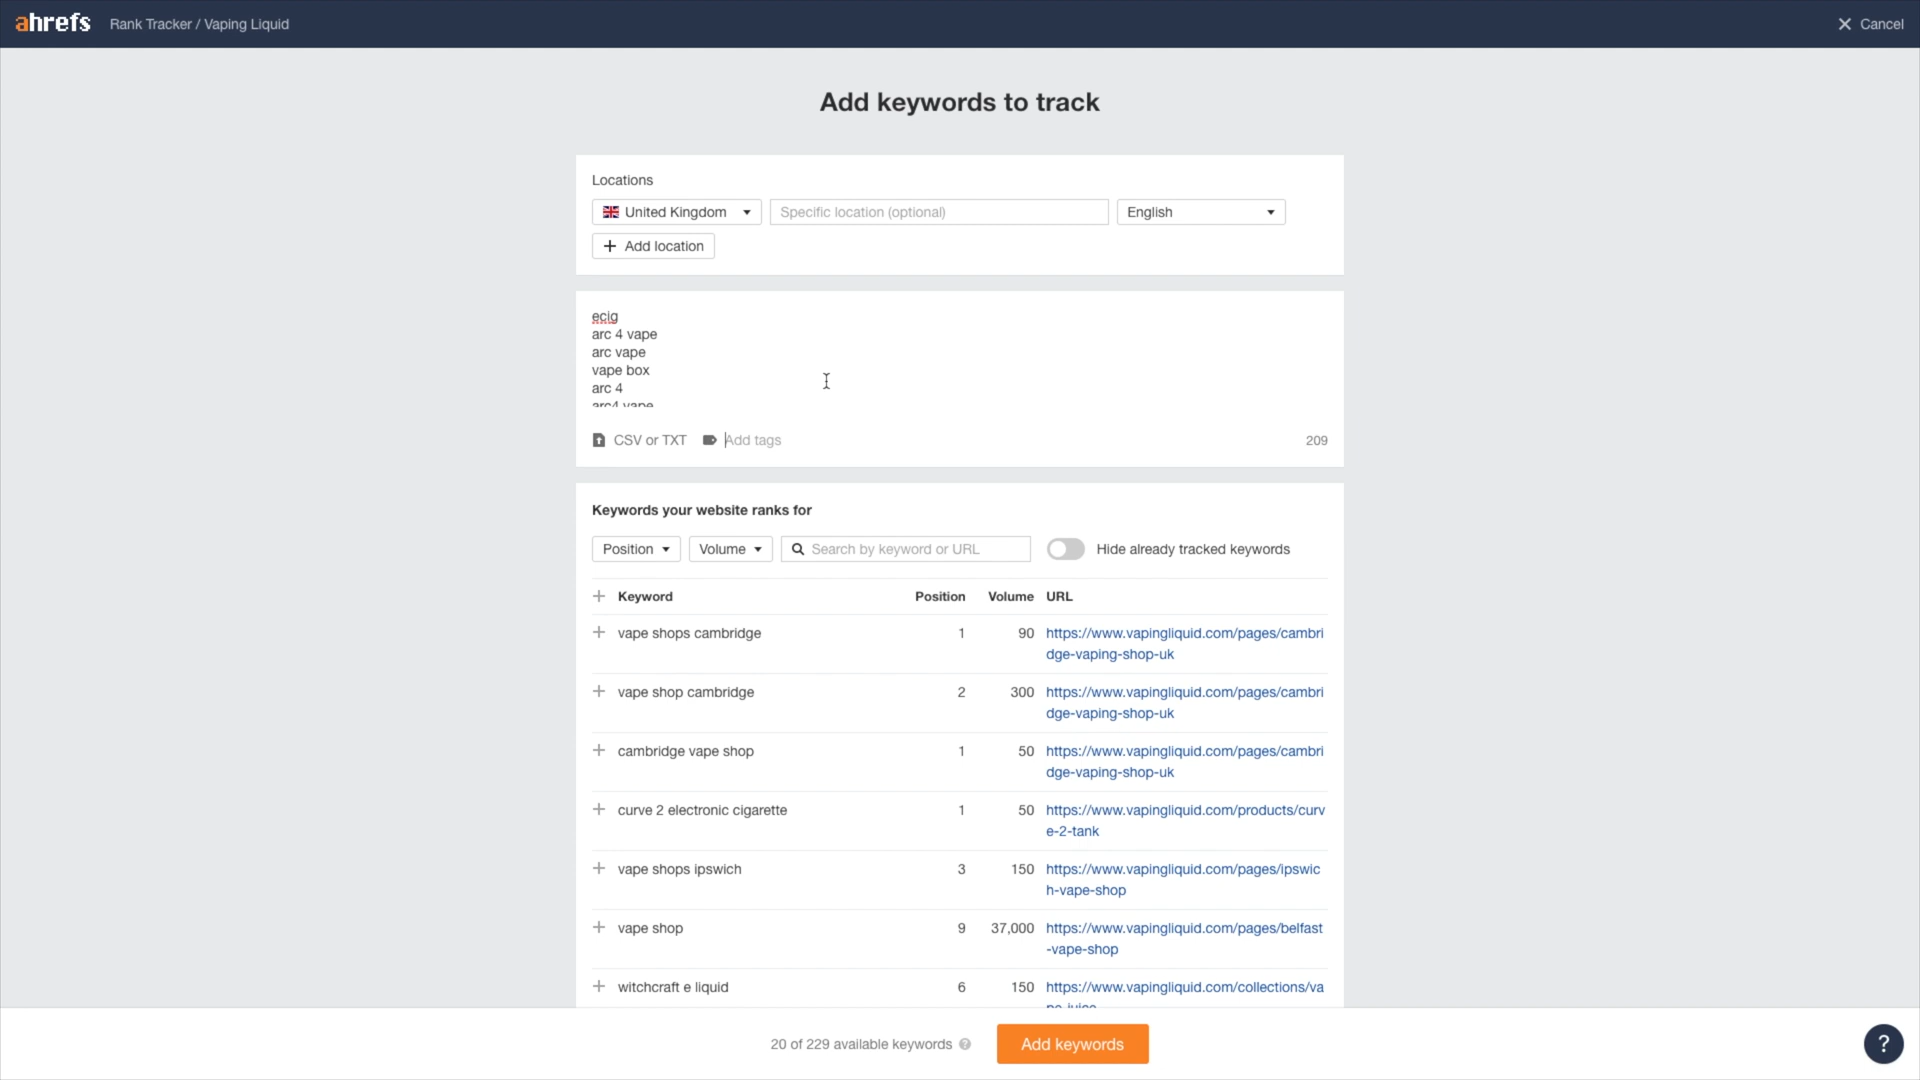 ahrefs Rank Tracker / Vaping Liquid Cancel
Add keywords to track
Locations
United Kingdom Specific location (optional) English
+ Add location
ecig
arc 4 vape
arc vape
vape box
arc 4
arc4 vape
CSV or TXT Add tags 209
Keywords your website ranks for
Position Volume Search by keyword or URL Hide already tracked keywords
+ Keyword Position Volume URL
+ vape shops cambridge 1 90 https://www.vapingliquid.com/pages/cambri
dge-vaping-shop-uk
+ vape shop cambridge 2 300 https://www.vapingliquid.com/pages/cambri
dge-vaping-shop-uk
+ cambridge vape shop 1 50 https://www.vapingliquid.com/pages/cambri
dge-vaping-shop-uk
+ curve 2 electronic cigarette 1 50 https://www.vapingliquid.com/products/curv
e-2-tank
+ vape shops ipswich 3 150 https://www.vapingliquid.com/pages/ipswic
h-vape-shop
+ vape shop 9 37,000 https://www.vapingliquid.com/pages/belfast
-vape-shop
+ witchcraft e liquid 6 150 https://www.vapingliquid.com/collections/va
pe-juice
20 of 229 available keywords ? Add keywords ?